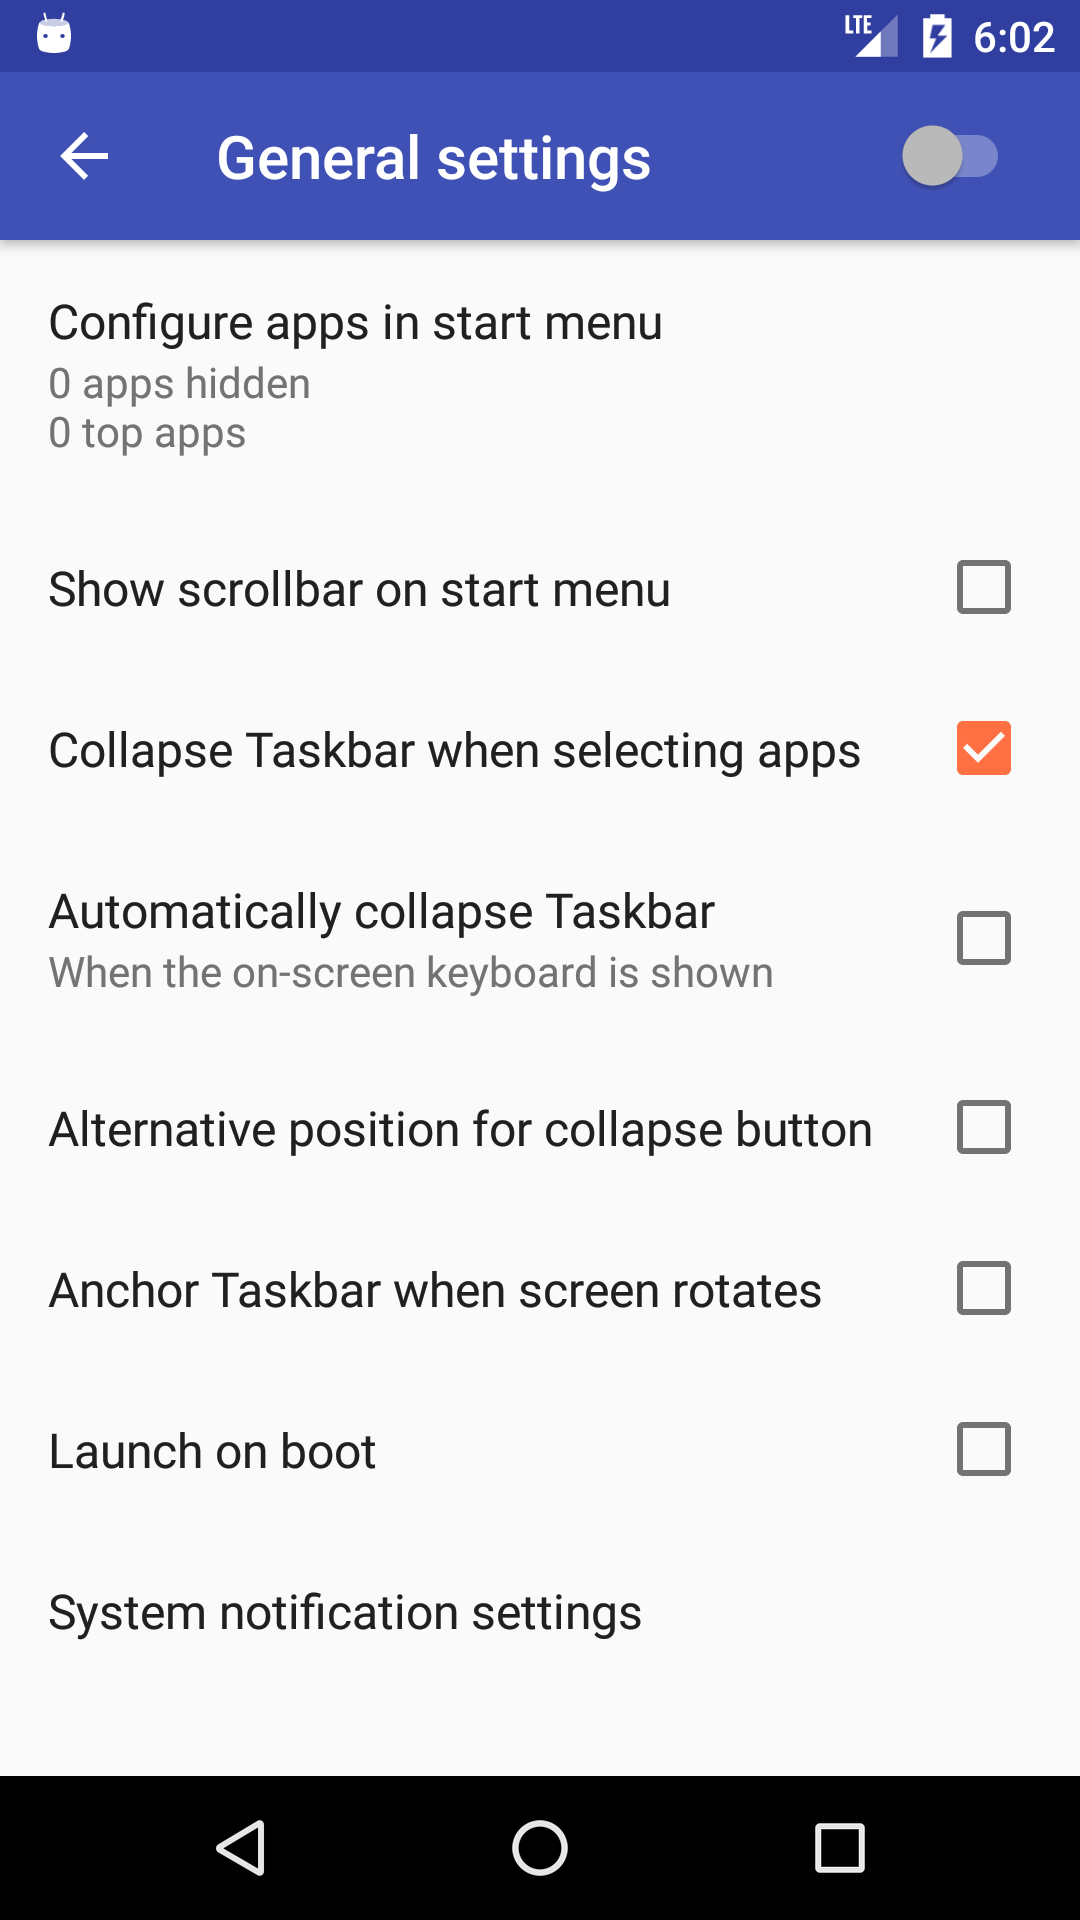 LTE 6:02
General settings
Configure apps in start menu
0 apps hidden
0 top apps
Show scrollbar on start menu
Collapse Taskbar when selecting apps
Automatically collapse Taskbar
When the on-screen keyboard is shown
Alternative position for collapse button
Anchor Taskbar when screen rotates
Launch on boot
System notification settings